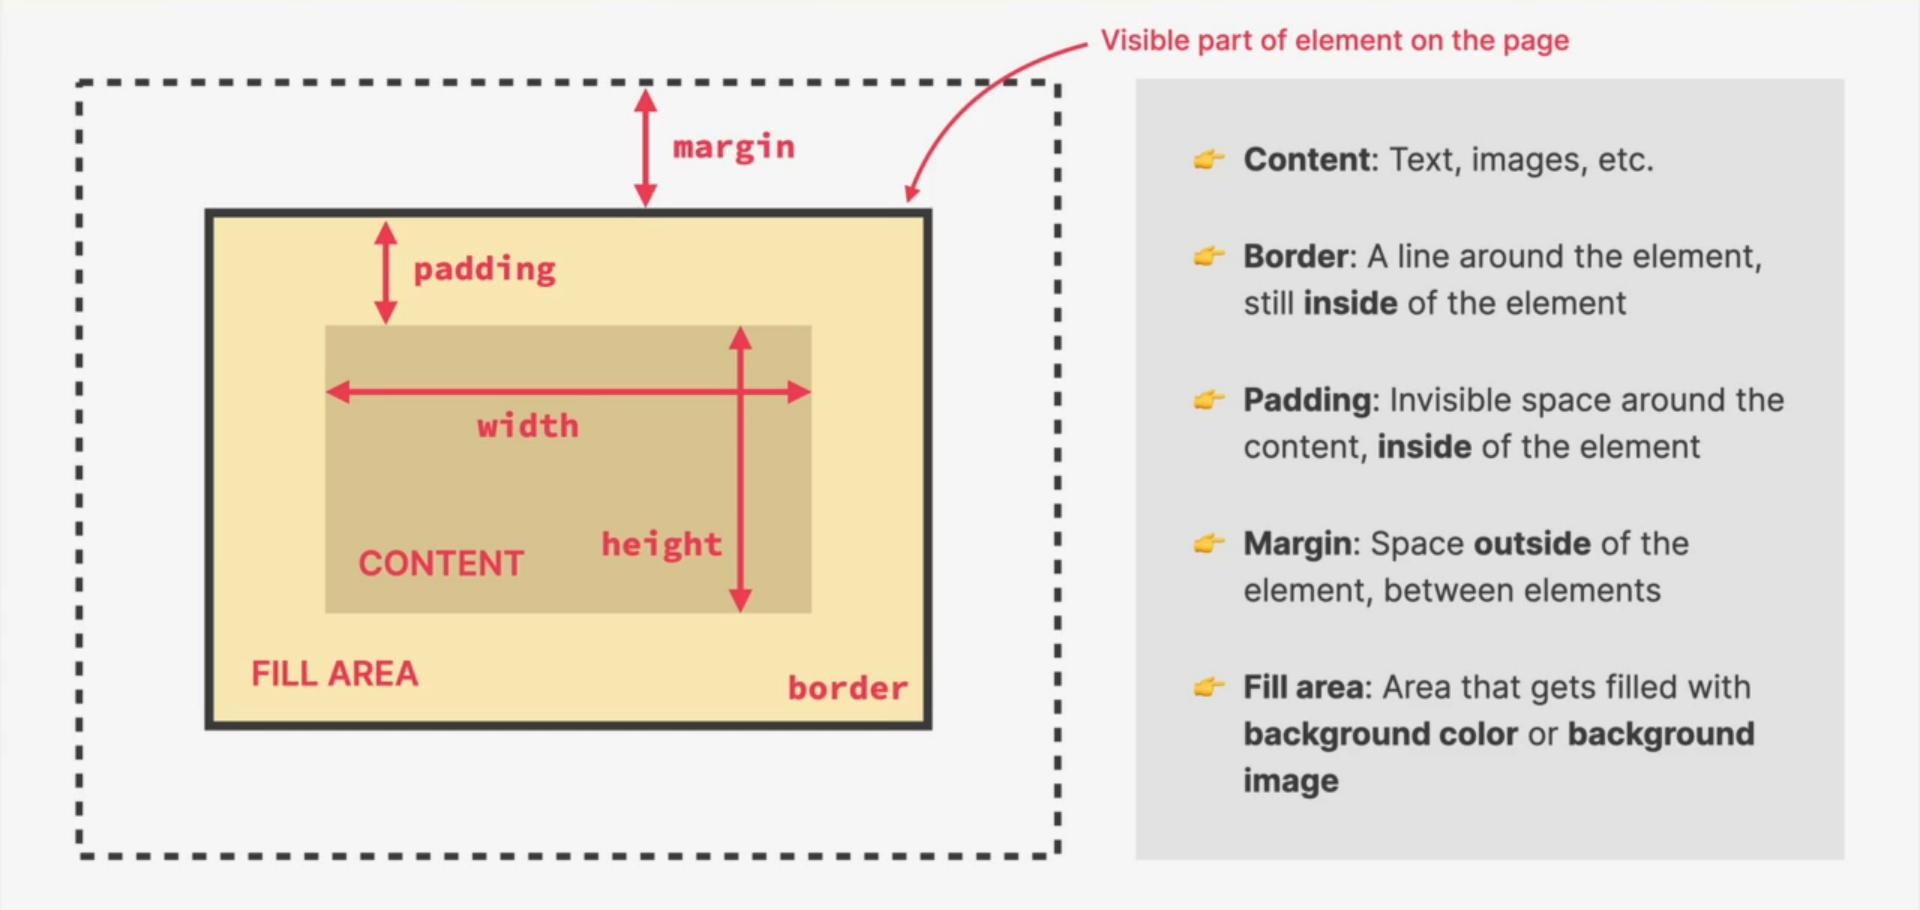 Visible part of element on the page
margin
padding
width
height
CONTENT
FILL AREA
border
👉 Content: Text, images, etc.
👉 Border: A line around the element,
still inside of the element
👉 Padding: Invisible space around the
content, inside of the element
👉 Margin: Space outside of the
element, between elements
👉 Fill area: Area that gets filled with
background color or background
image